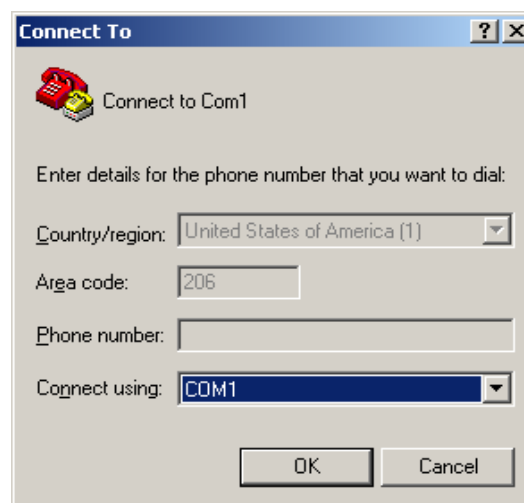 Connect To
Connect to Com1
Enter details for the phone number that you want to dial:
Country/region: United States of America (1)
Area code: 206
Phone number:
Connect using: COM1
OK Cancel